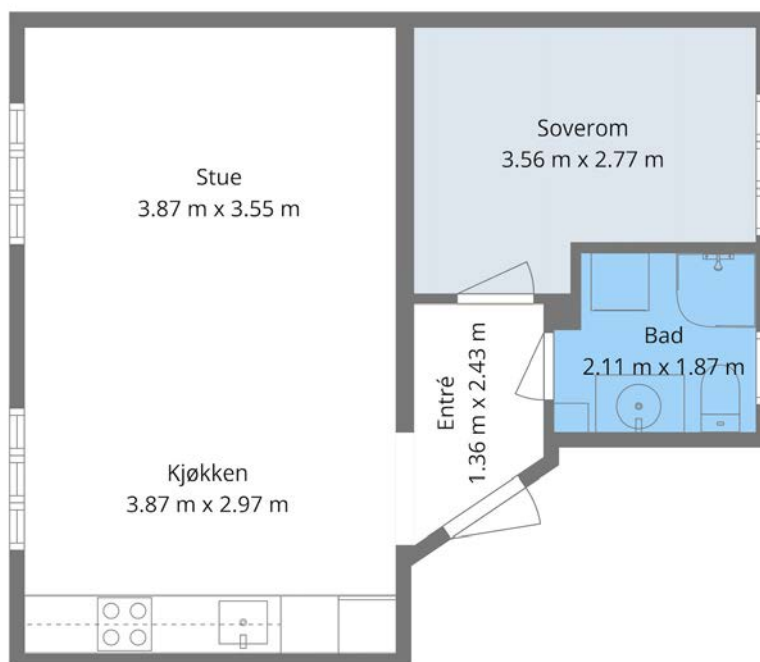 Stue
3.87 m x 3.55 m
Soverom
3.56 m x 2.77 m
Bad
2.11 m x 1.87 m
Entré
1.36 m x 2.43 m
Kjøkken
3.87 m x 2.97 m